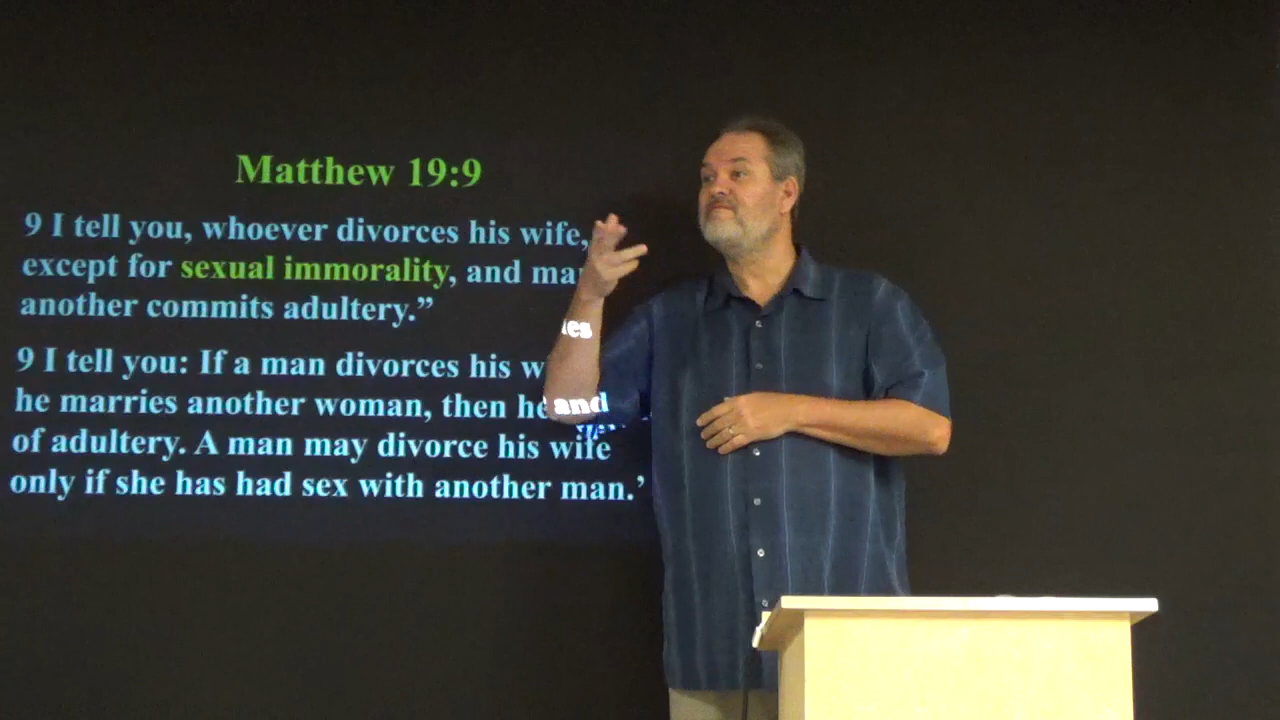 Matthew 19:9
9 I tell you, whoever divorces his wife,
except for sexual immorality, and
another commits adultery.”
9 I tell you: If a man divorces his
he marries another woman, then he and
of adultery. A man may divorce his wife
only if she has had sex with another man.’